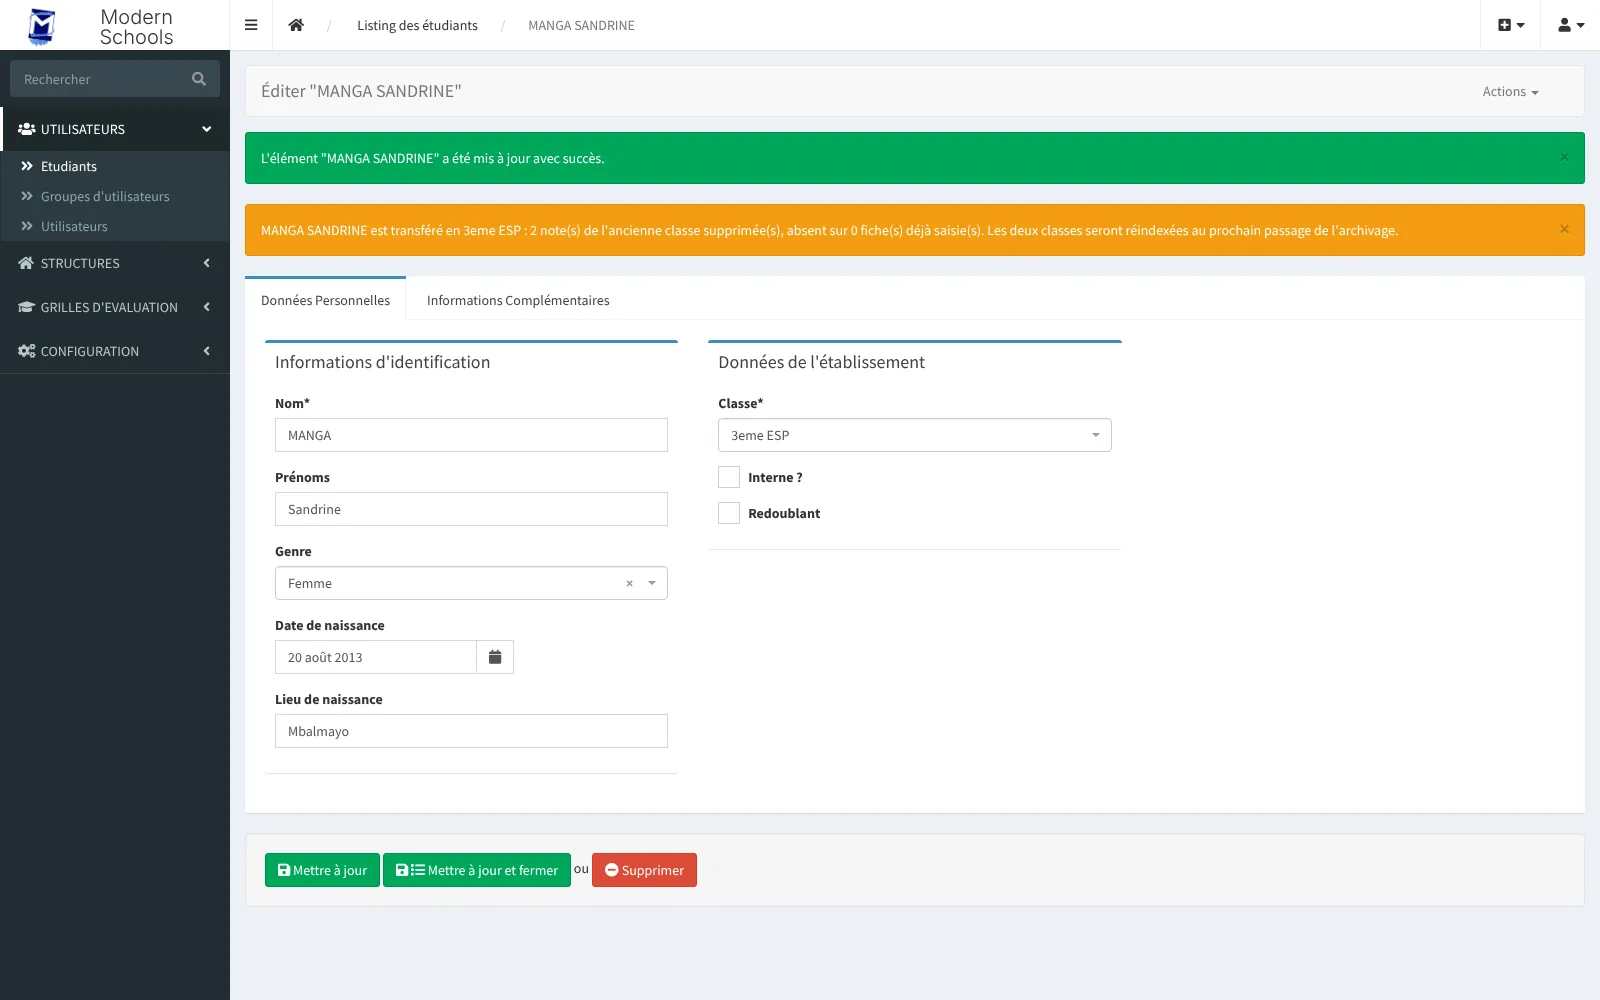 Modern
Schools
Listing des étudiants / MANGA SANDRINE
Rechercher
UTILISATEURS
Etudiants
Groupes d'utilisateurs
Utilisateurs
STRUCTURES
GRILLES D'EVALUATION
CONFIGURATION
Éditer "MANGA SANDRINE"
Actions
L'élément "MANGA SANDRINE" a été mis à jour avec succès.
×
MANGA SANDRINE est transféré en 3eme ESP : 2 note(s) de l'ancienne classe supprimée(s), absent sur 0 fiche(s) déjà saisie(s). Les deux classes seront réindexées au prochain passage de l'archivage.
×
Données Personnelles
Informations Complémentaires
Informations d'identification
Nom*
MANGA
Prénoms
Sandrine
Genre
Femme ×
Date de naissance
20 août 2013
Lieu de naissance
Mbalmayo
Données de l'établissement
Classe*
3eme ESP
Interne ?
Redoublant
Mettre à jour Mettre à jour et fermer ou Supprimer